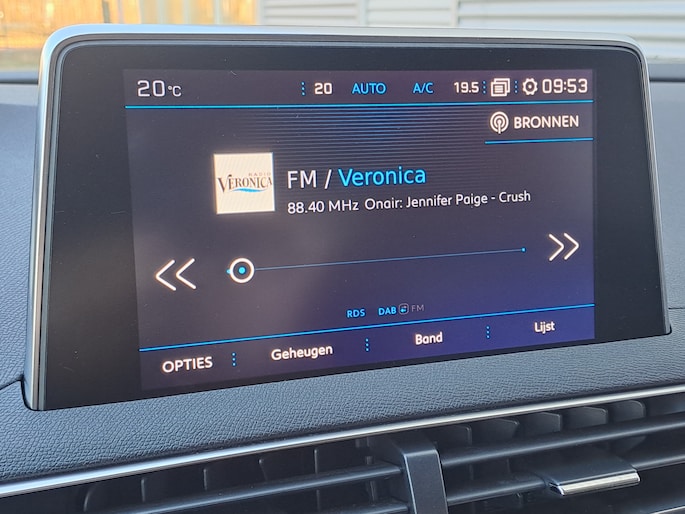 20°C 20 AUTO A/C 19.5 09:53
BRONNEN
RADIO
VERONICA
FM / Veronica
88.40 MHz Onair: Jennifer Paige - Crush
RDS DAB FM
OPTIES Geheugen Band Lijst